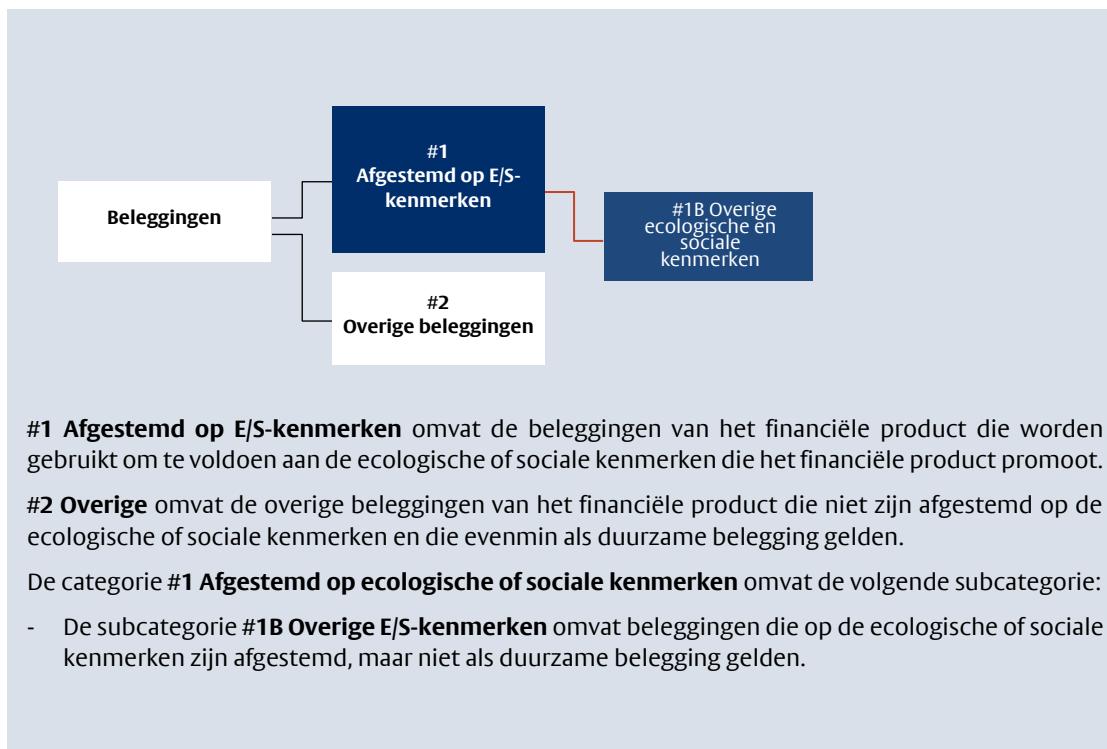 #1
Afgestemd op E/S-
kenmerken
Beleggingen
#1B Overige
ecologische en
sociale
kenmerken
#2
Overige beleggingen
#1 Afgestemd op E/S-kenmerken omvat de beleggingen van het financiële product die worden
gebruikt om te voldoen aan de ecologische of sociale kenmerken die het financiële product promoot.
#2 Overige omvat de overige beleggingen van het financiële product die niet zijn afgestemd op de
ecologische of sociale kenmerken en die evenmin als duurzame belegging gelden.
De categorie #1 Afgestemd op ecologische of sociale kenmerken omvat de volgende subcategorie:
- De subcategorie #1B Overige E/S-kenmerken omvat beleggingen die op de ecologische of sociale
kenmerken zijn afgestemd, maar niet als duurzame belegging gelden.